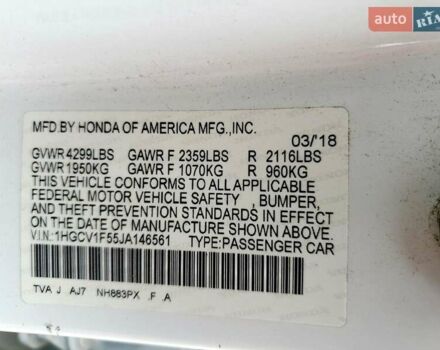 auto RIA
MFD.BY HONDA OF AMERICA MFG.,INC.
03/'18
GVWR 4299LBS GAWR F 2359LBS R 2116LBS
GVWR 1950KG GAWR F 1070KG R 960KG
THIS VEHICLE CONFORMS TO ALL APPLICABLE
FEDERAL MOTOR VEHICLE SAFETY , BUMPER,
AND THEFT PREVENTION STANDARDS IN EFFECT
ON THE DATE OF MANUFACTURE SHOWN ABOVE.
V.I.N.:1HGCV1F55JA146561 TYPE:PASSENGER CAR
TVA J AJ7 NH883PX .F .A